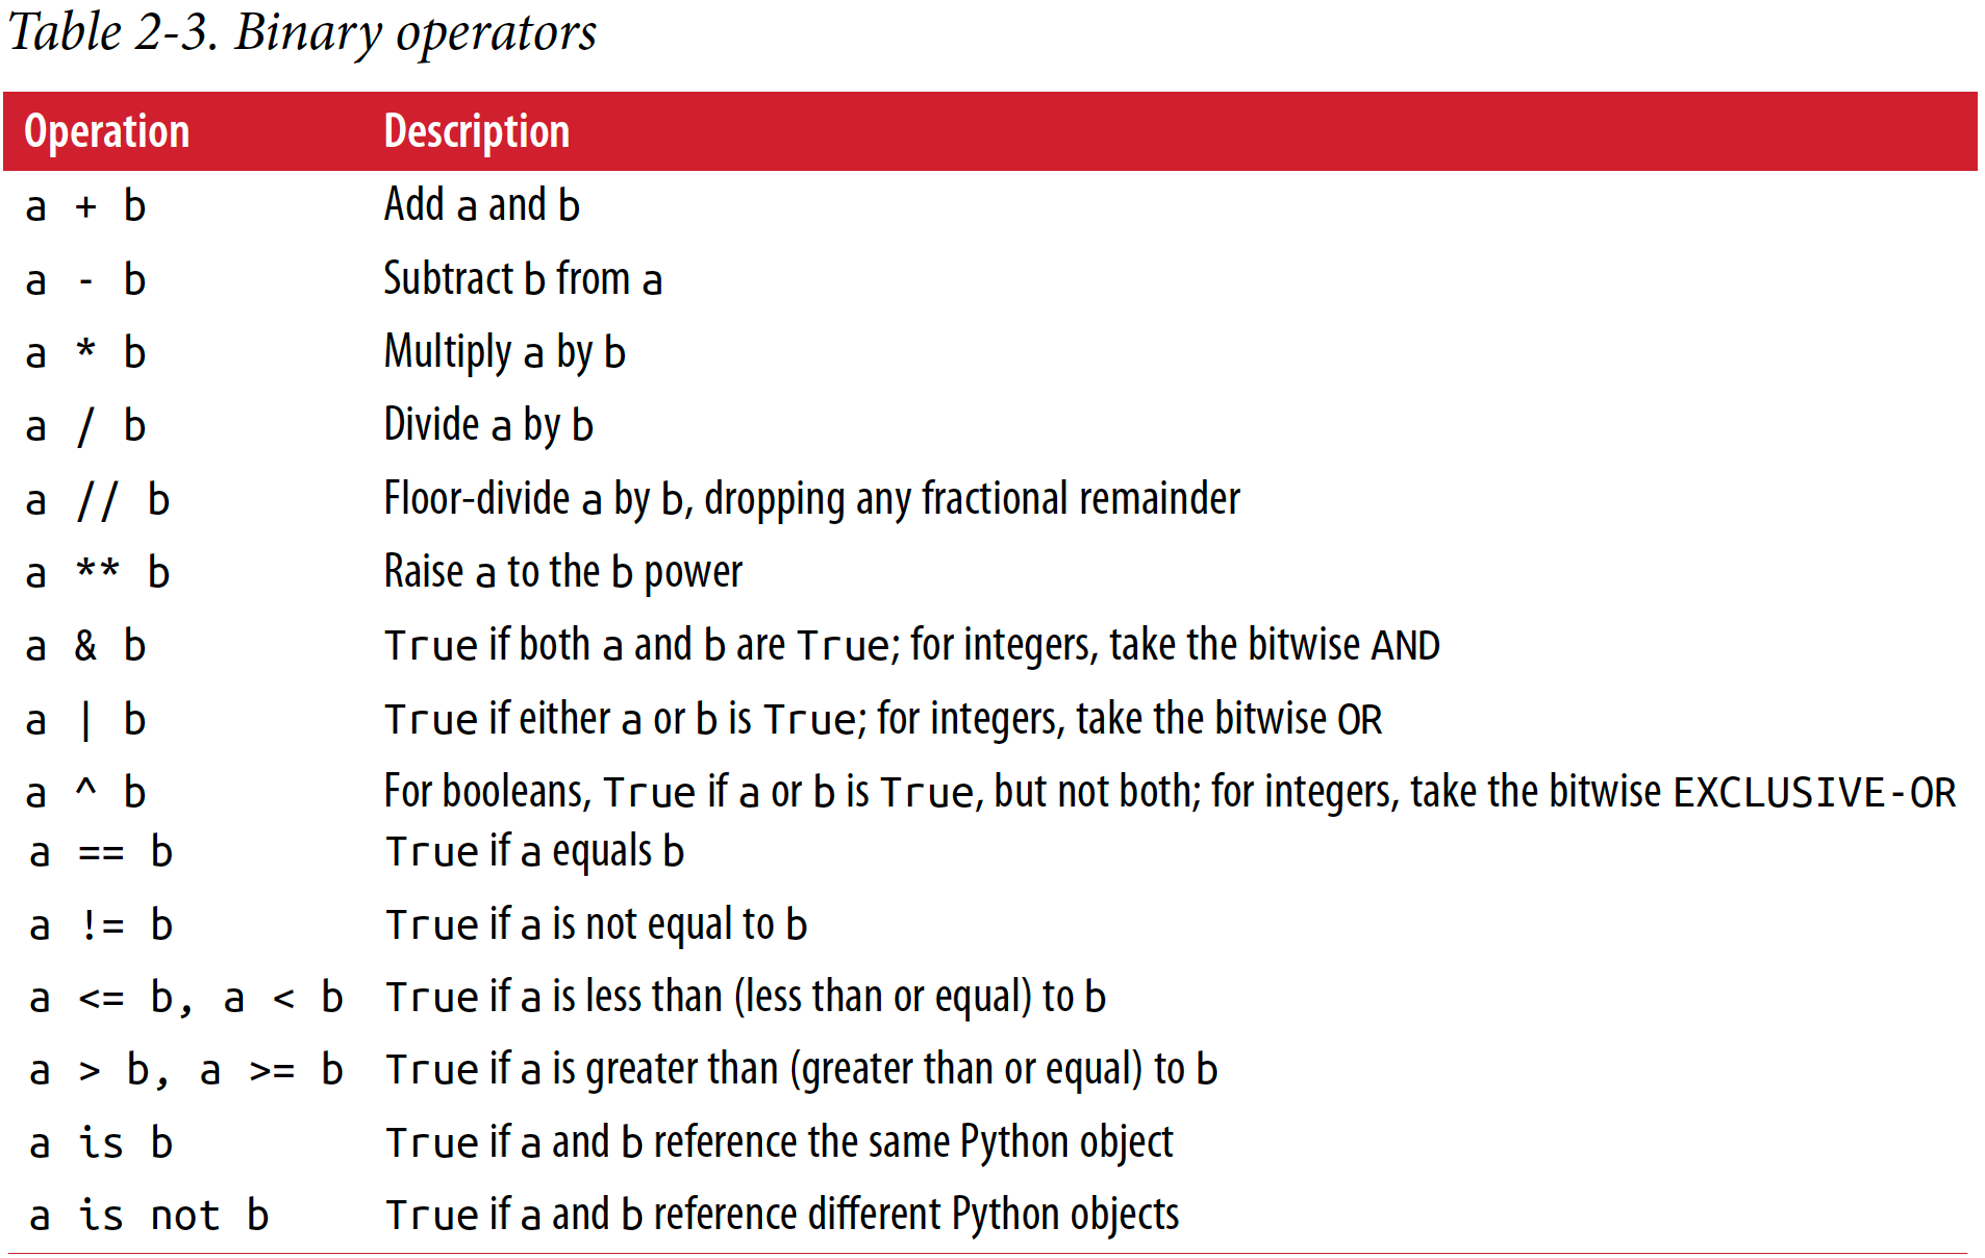 Table 2-3. Binary operators
Operation Description
a + b Add a and b
a - b Subtract b from a
a * b Multiply a by b
a / b Divide a by b
a // b Floor-divide a by b, dropping any fractional remainder
a ** b Raise a to the b power
a & b True if both a and b are True; for integers, take the bitwise AND
a | b True if either a or b is True; for integers, take the bitwise OR
a ^ b For booleans, True if a or b is True, but not both; for integers, take the bitwise EXCLUSIVE-OR
a == b True if a equals b
a != b True if a is not equal to b
a <= b, a < b True if a is less than (less than or equal) to b
a > b, a >= b True if a is greater than (greater than or equal) to b
a is b True if a and b reference the same Python object
a is not b True if a and b reference different Python objects